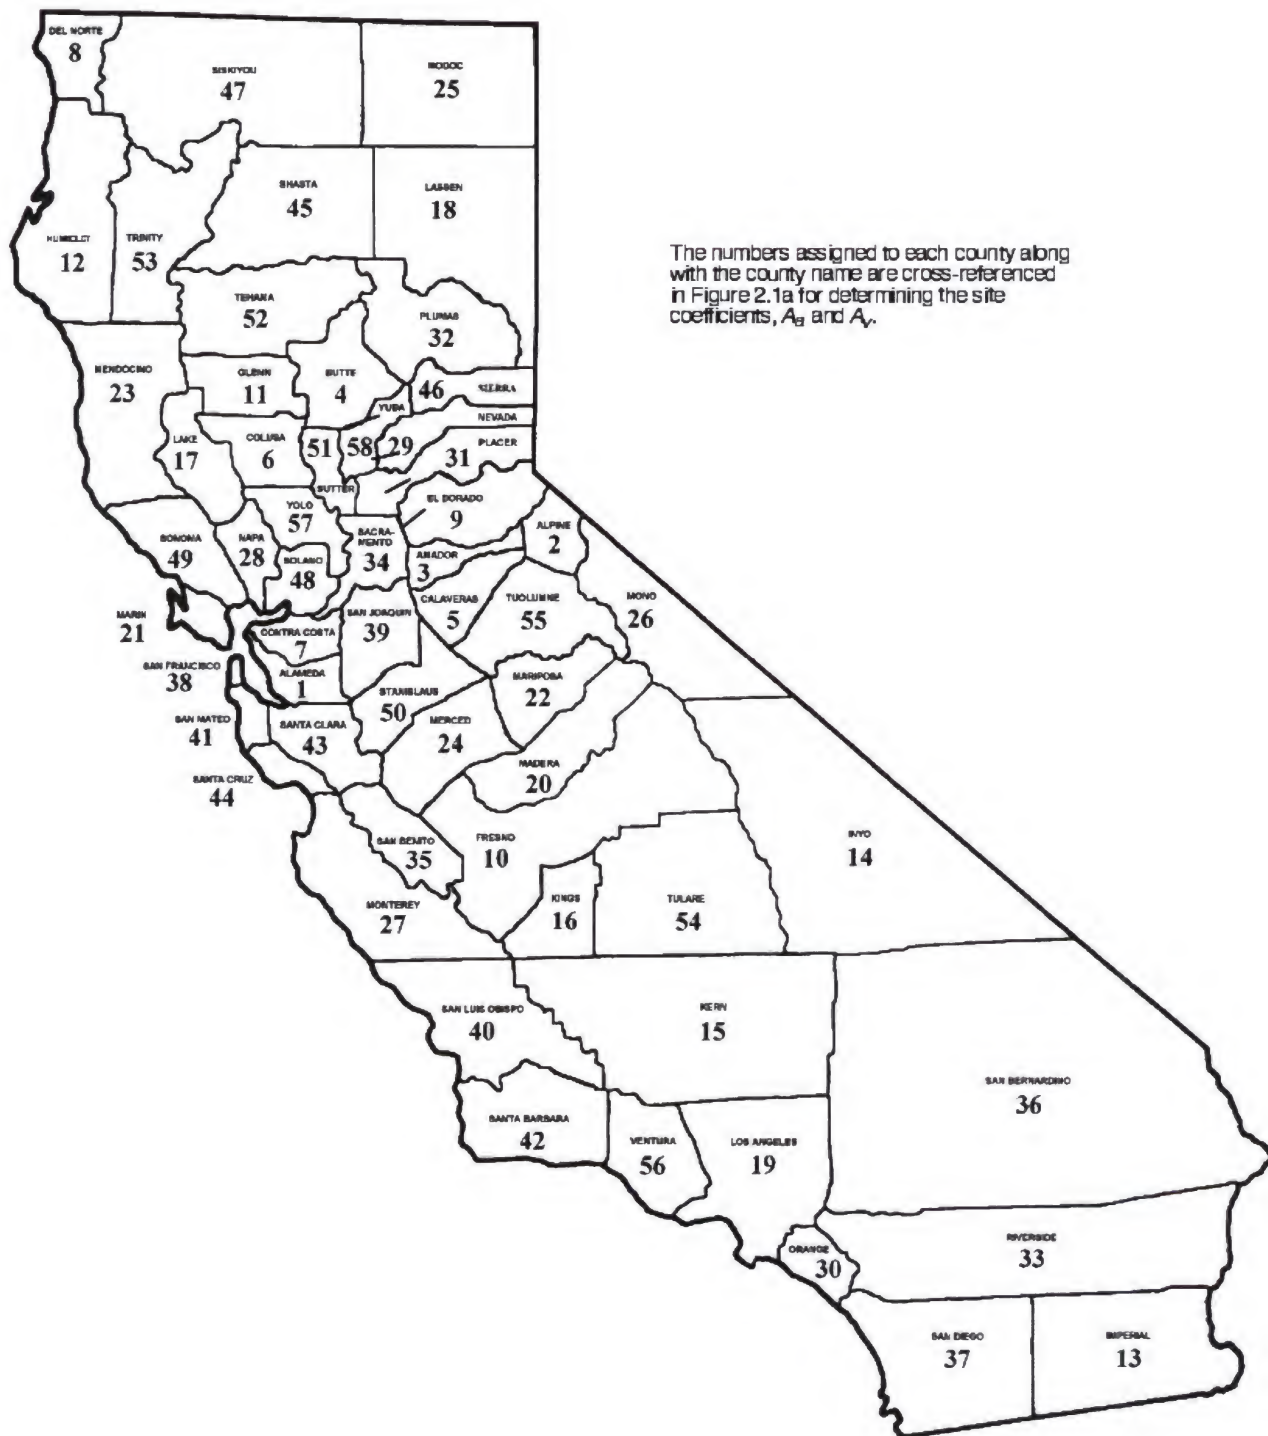 DEL NORTE
8
SISKIYOU
47
MODOC
25
SHASTA
45
LASSEN
18
HUMBOLDT
12
TRINITY
53
The numbers assigned to each county along
with the county name are cross-referenced
in Figure 2.1a for determining the site
coefficients, Aa and Av.
TEHAMA
52
PLUMAS
32
MENDOCINO
23
GLENN
11
BUTTE
4
46
SIERRA
YUBA
NEVADA
LAKE
17
COLUSA
6
51
58
29
PLACER
31
SUTTER
YOLO
57
EL DORADO
9
SONOMA
49
NAPA
28
SOLANO
48
SACRA-
MENTO
34
AMADOR
3
ALPINE
2
MARIN
21
CONTRA COSTA
7
SAN JOAQUIN
39
CALAVERAS
5
TUOLUMNE
55
MONO
26
SAN FRANCISCO
38
ALAMEDA
1
STANISLAUS
50
MARIPOSA
22
SAN MATEO
41
SANTA CLARA
43
MERCED
24
MADERA
20
SANTA CRUZ
44
SAN BENITO
35
FRESNO
10
INYO
14
MONTEREY
27
KINGS
16
TULARE
54
SAN LUIS OBISPO
40
KERN
15
SAN BERNARDINO
36
SANTA BARBARA
42
VENTURA
56
LOS ANGELES
19
ORANGE
30
RIVERSIDE
33
SAN DIEGO
37
IMPERIAL
13